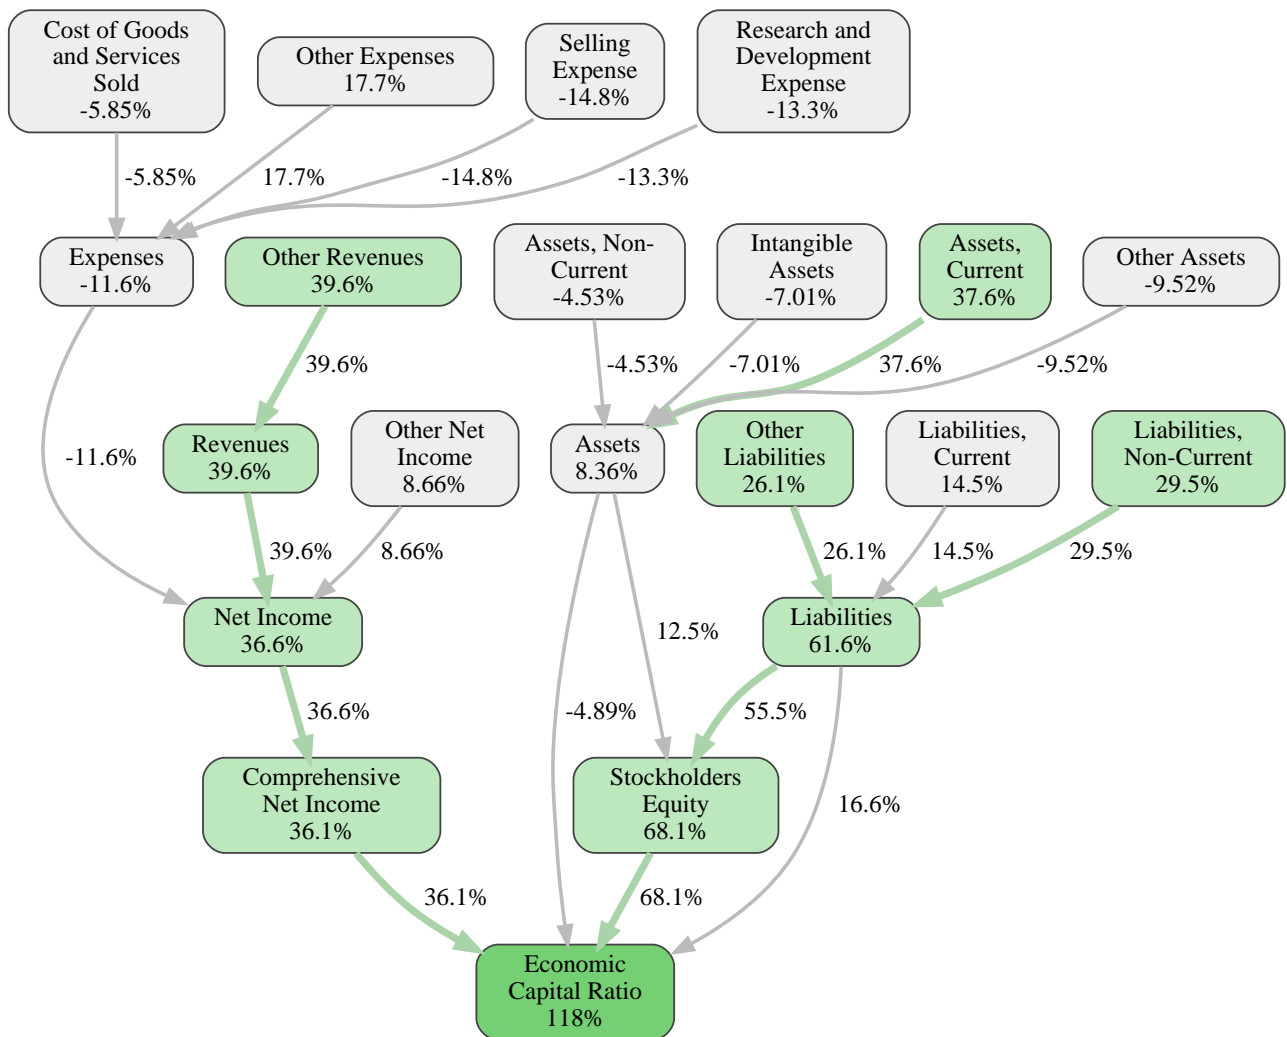 Cost of Goods
and Services
Sold
-5.85%
Other Expenses
17.7%
Selling
Expense
-14.8%
Research and
Development
Expense
-13.3%
-5.85%
17.7%
-14.8%
-13.3%
Expenses
-11.6%
Other Revenues
39.6%
Assets, Non-
Current
-4.53%
Intangible
Assets
-7.01%
Assets,
Current
37.6%
Other Assets
-9.52%
39.6%
-4.53%
-7.01%
37.6%
-9.52%
-11.6%
Revenues
39.6%
Other Net
Income
8.66%
Assets
8.36%
Other
Liabilities
26.1%
Liabilities,
Current
14.5%
Liabilities,
Non-Current
29.5%
39.6%
8.66%
26.1%
14.5%
29.5%
Net Income
36.6%
12.5%
Liabilities
61.6%
36.6%
-4.89%
55.5%
Comprehensive
Net Income
36.1%
Stockholders
Equity
68.1%
16.6%
36.1%
68.1%
Economic
Capital Ratio
118%